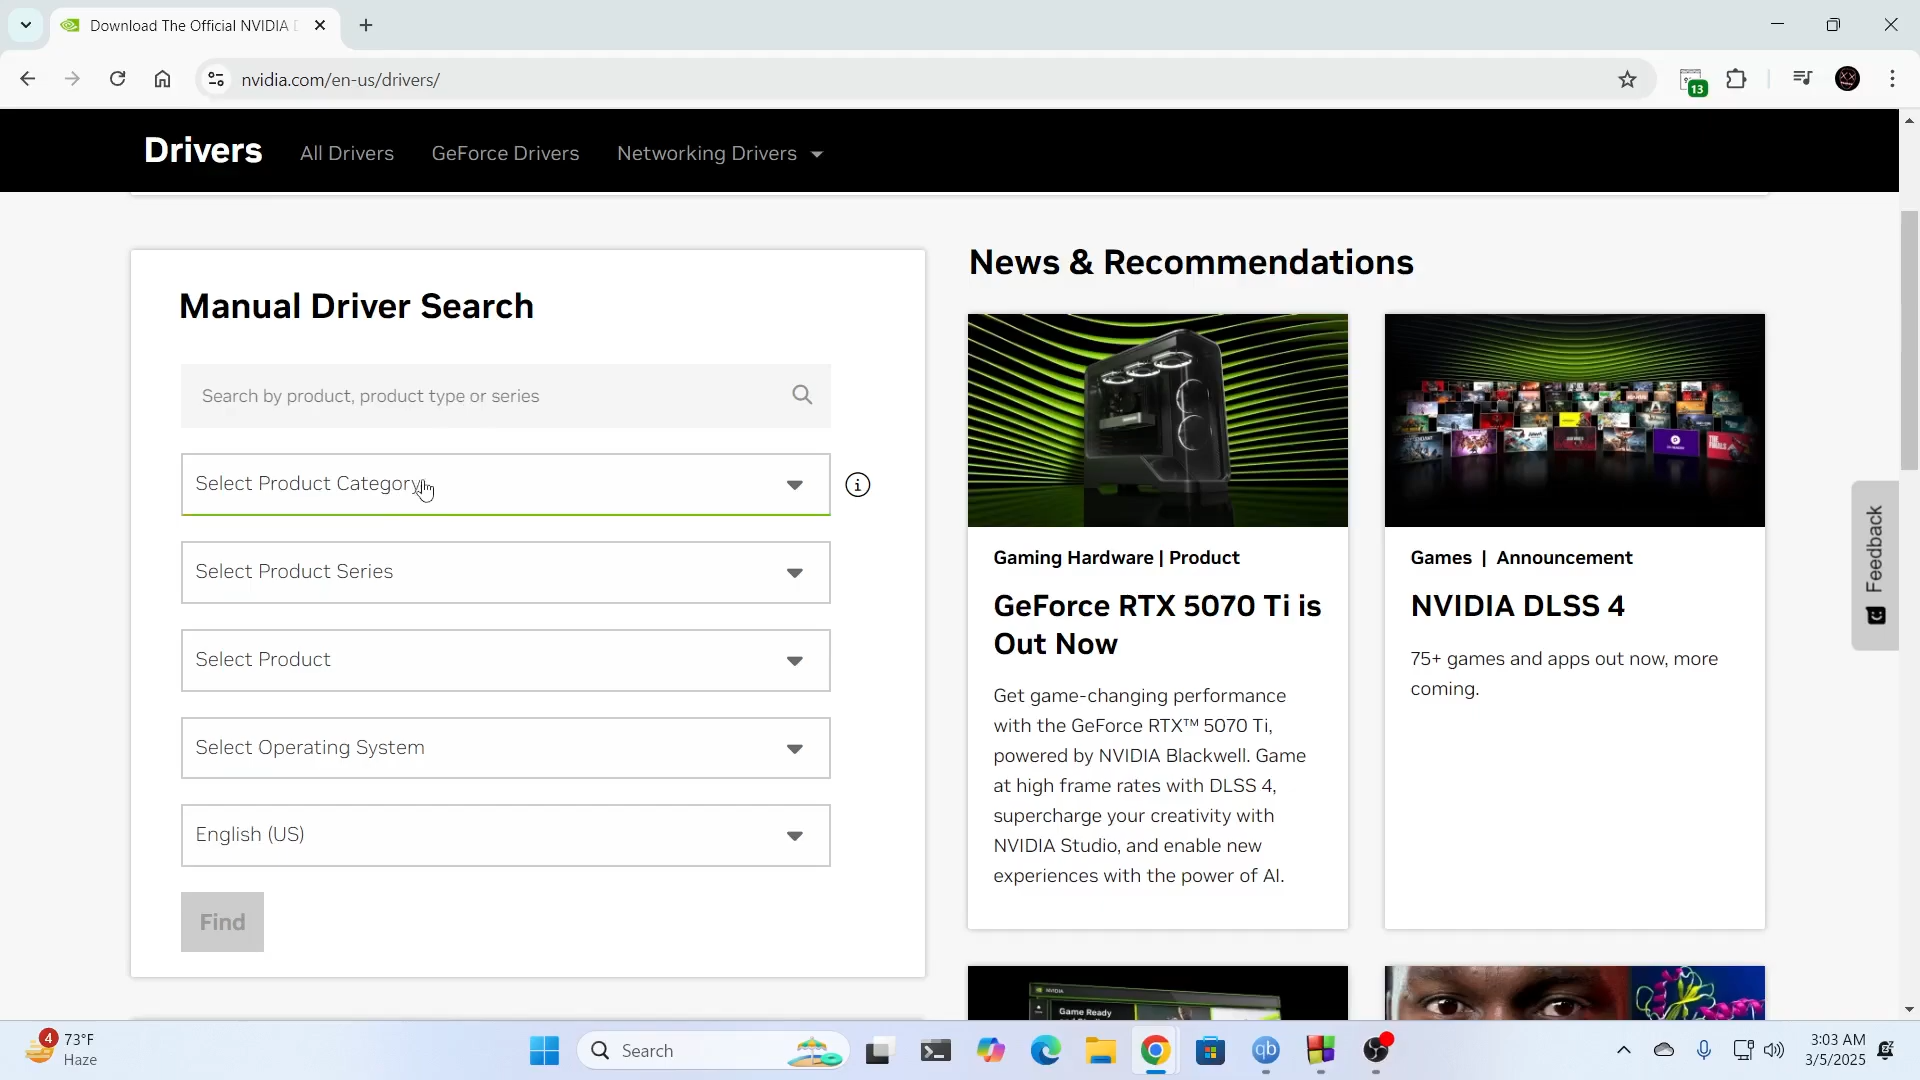 Download The Official NVIDIA D
nvidia.com/en-us/drivers/
13
Drivers
All Drivers
GeForce Drivers
Networking Drivers
Manual Driver Search
Search by product, product type or series
Select Product Category
Select Product Series
Select Product
Select Operating System
English (US)
Find
News & Recommendations
Gaming Hardware | Product
GeForce RTX 5070 Ti is
Out Now
Get game-changing performance
with the GeForce RTX™ 5070 Ti,
powered by NVIDIA Blackwell. Game
at high frame rates with DLSS 4,
supercharge your creativity with
NVIDIA Studio, and enable new
experiences with the power of AI.
Games | Announcement
NVIDIA DLSS 4
75+ games and apps out now, more
coming.
NVIDIA
Game Ready
Feedback
4
73°F
Haze
Search
qb
3:03 AM
3/5/2025